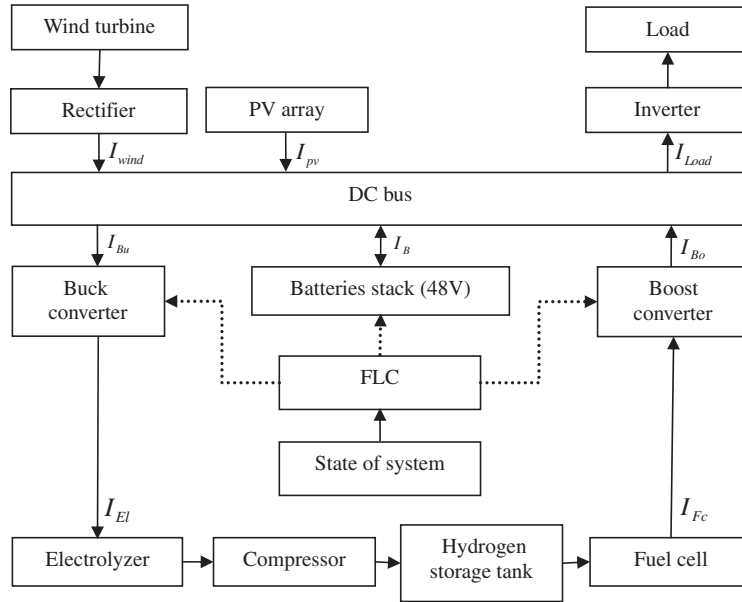 Wind turbine
Load
Rectifier
PV array
Inverter
I_wind
I_pv
I_Load
DC bus
I_Bu
I_B
I_Bo
Buck
converter
Batteries stack (48V)
Boost
converter
FLC
State of system
I_El
I_Fc
Electrolyzer
Compressor
Hydrogen
storage tank
Fuel cell